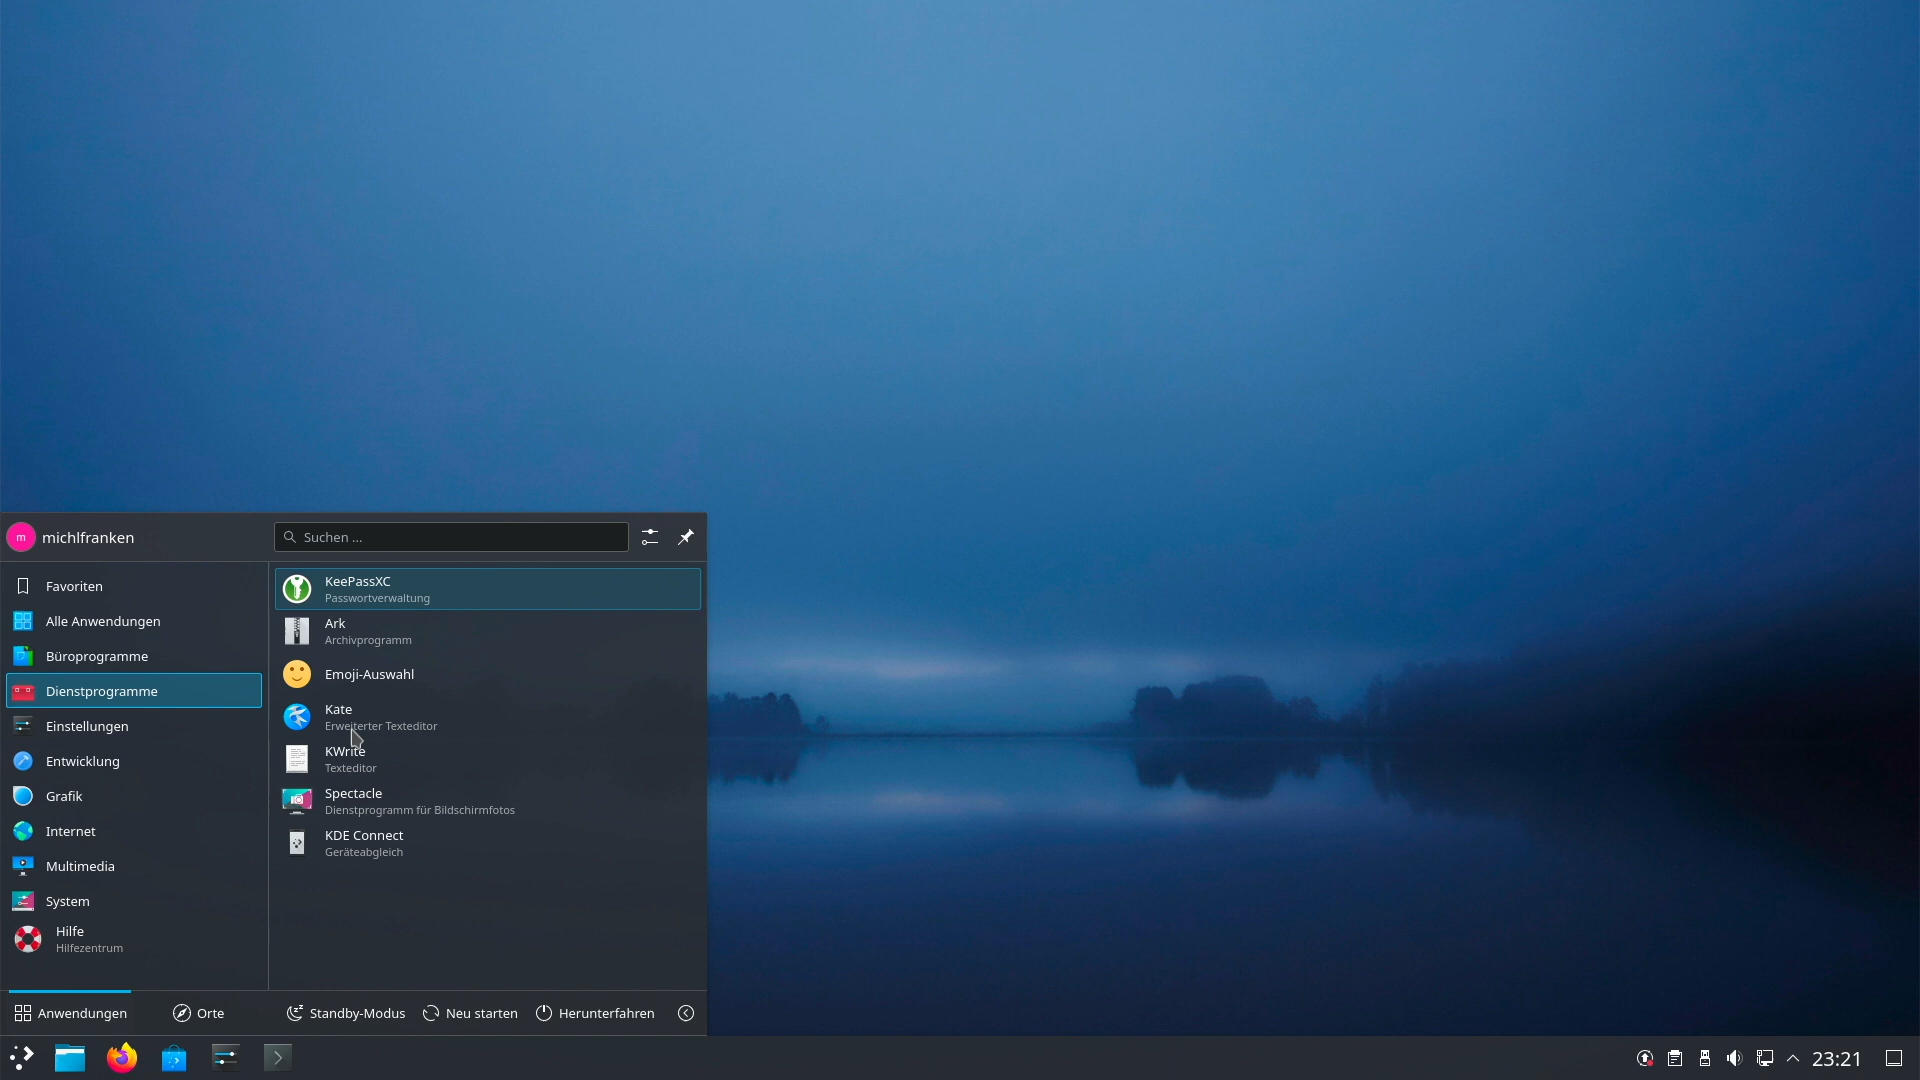 m
michlfranken
Suchen ...
Favoriten
Alle Anwendungen
Büroprogramme
Dienstprogramme
Einstellungen
Entwicklung
Grafik
Internet
Multimedia
System
Hilfe
Hilfezentrum
KeePassXC
Passwortverwaltung
Ark
Archivprogramm
Emoji-Auswahl
Kate
Erweiterter Texteditor
KWrite
Texteditor
Spectacle
Dienstprogramm für Bildschirmfotos
KDE Connect
Geräteabgleich
Anwendungen
Orte
Standby-Modus
Neu starten
Herunterfahren
23:21